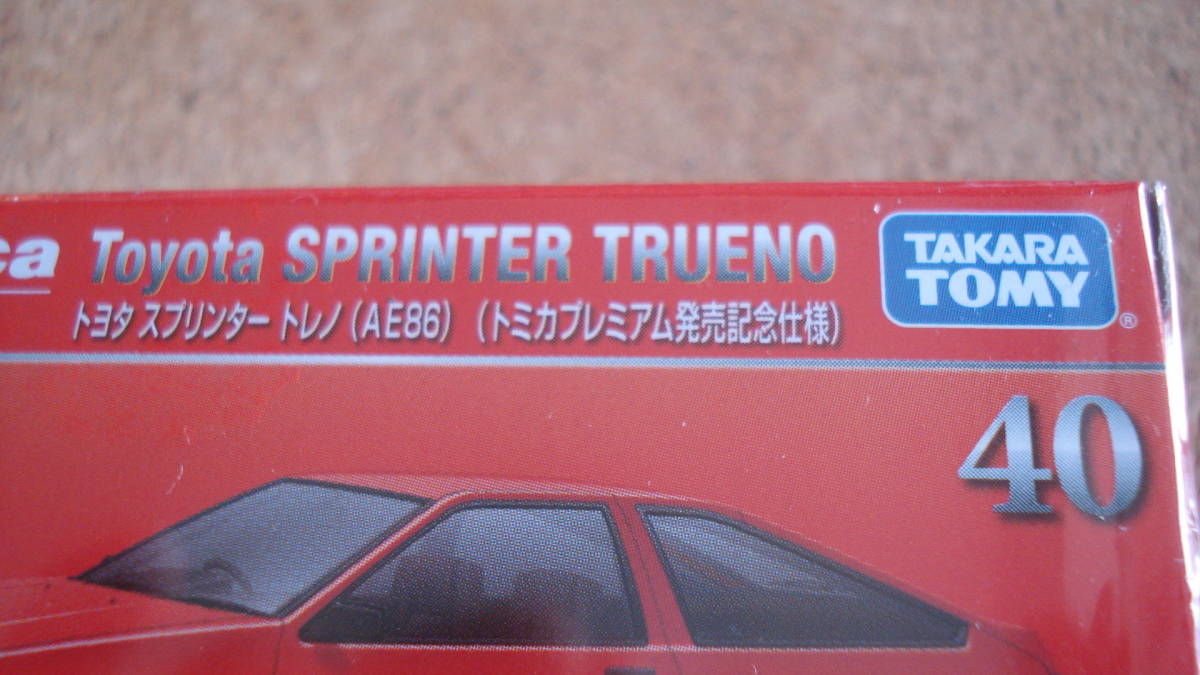 ca Toyota SPRINTER TRUENO
トヨタ スプリンター トレノ(AE86) (トミカプレミアム発売記念仕様)
TAKARA
TOMY
®
40